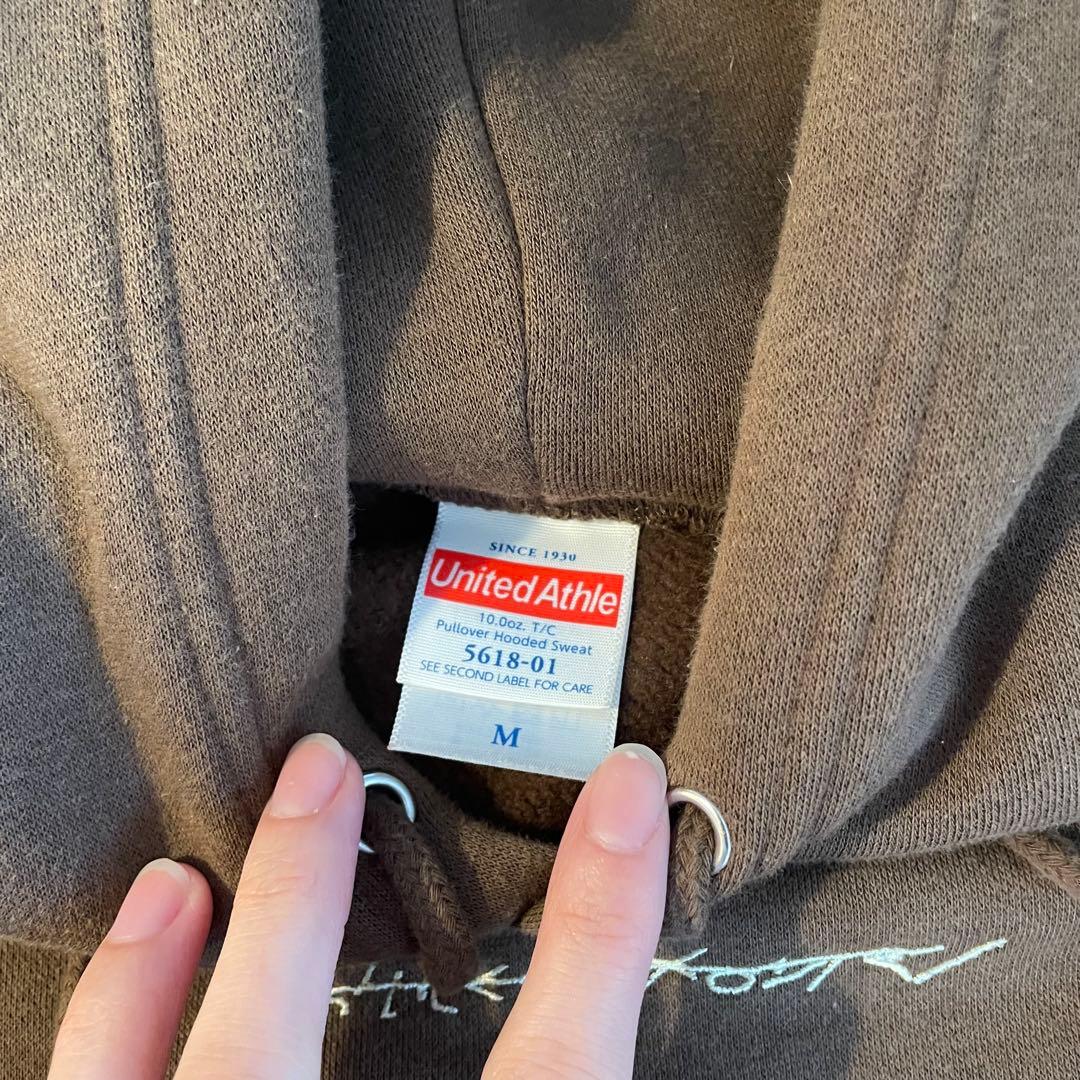 SINCE 1930
United Athle
10.0oz. T/C
Pullover Hooded Sweat
5618-01
SEE SECOND LABEL FOR CARE
M